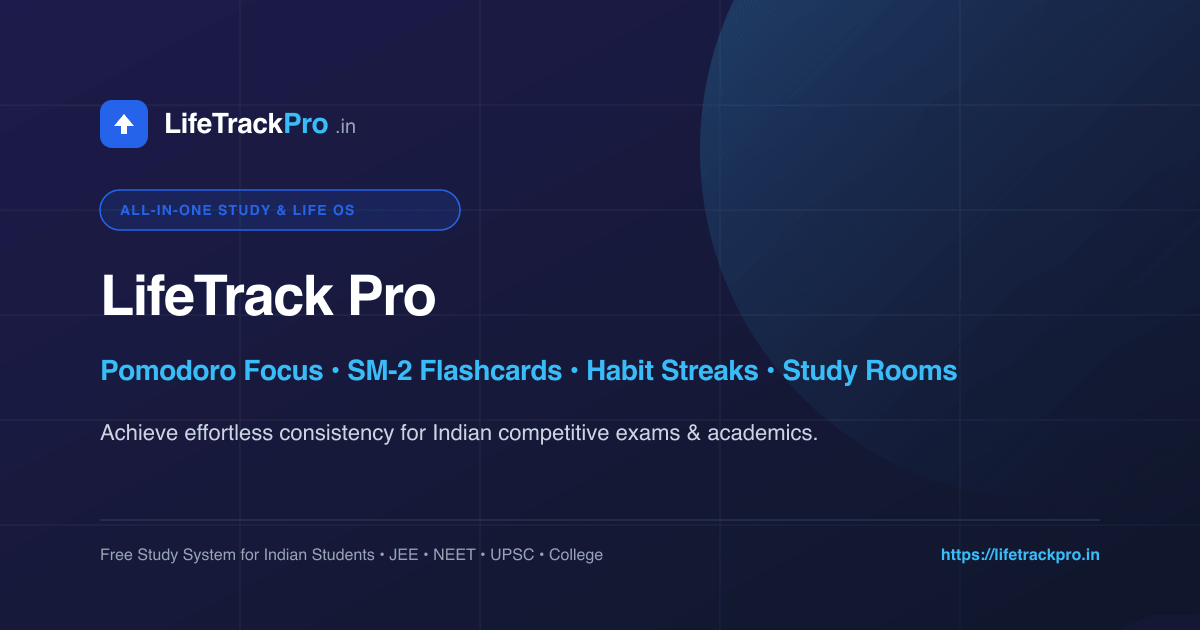 LifeTrackPro .in
ALL-IN-ONE STUDY & LIFE OS
LifeTrack Pro
Pomodoro Focus • SM-2 Flashcards • Habit Streaks • Study Rooms
Achieve effortless consistency for Indian competitive exams & academics.
Free Study System for Indian Students • JEE • NEET • UPSC • College
https://lifetrackpro.in